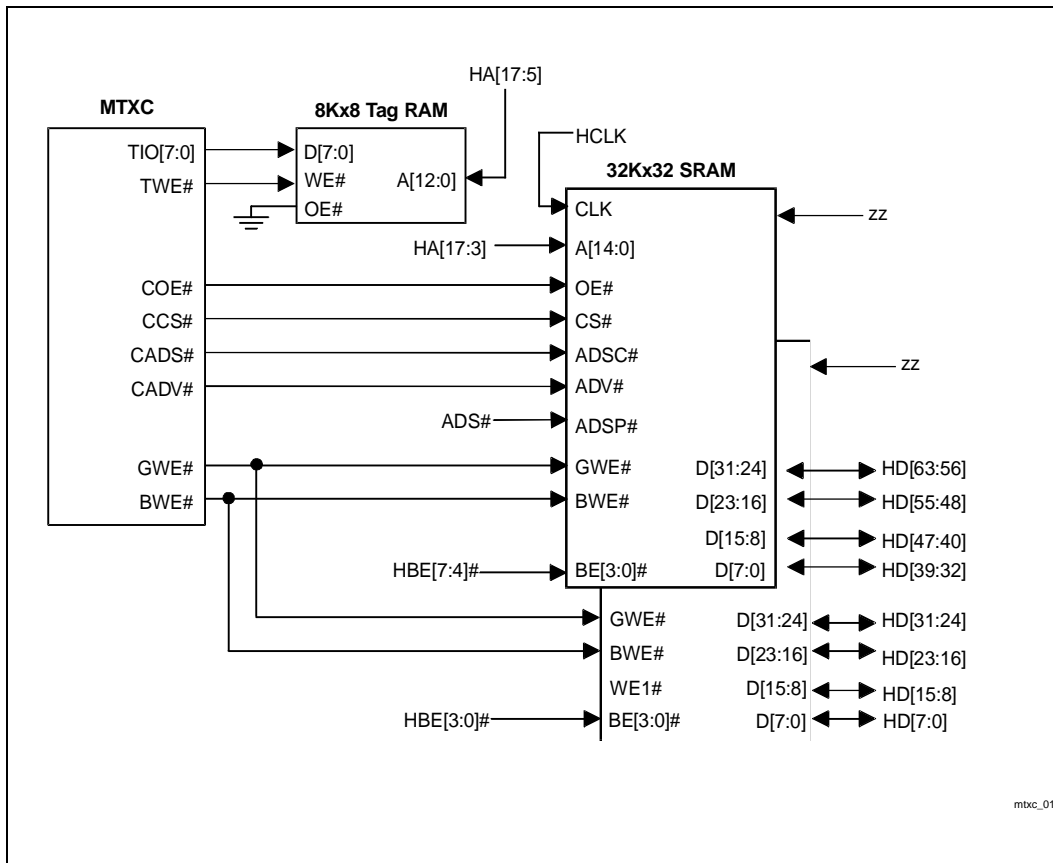 HA[17:5]
MTXC
8Kx8 Tag RAM
HCLK
TIO[7:0]
D[7:0]
32Kx32 SRAM
TWE#
WE#
A[12:0]
OE#
CLK
zz
HA[17:3]
A[14:0]
COE#
OE#
CCS#
CS#
CADS#
ADSC#
zz
CADV#
ADV#
ADS#
ADSP#
GWE#
GWE#
D[31:24]
HD[63:56]
BWE#
BWE#
D[23:16]
HD[55:48]
D[15:8]
HD[47:40]
HBE[7:4]#
BE[3:0]#
D[7:0]
HD[39:32]
GWE#
D[31:24]
HD[31:24]
BWE#
D[23:16]
HD[23:16]
WE1#
D[15:8]
HD[15:8]
HBE[3:0]#
BE[3:0]#
D[7:0]
HD[7:0]
mtxc_01